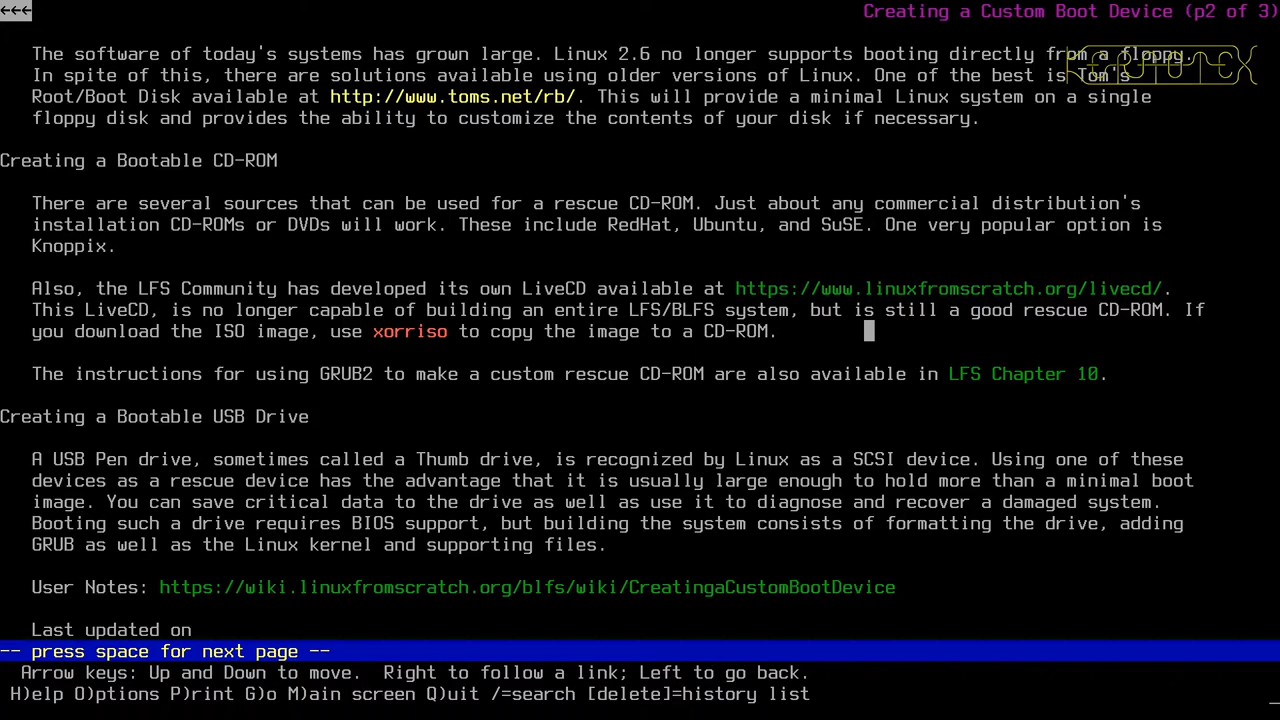 ←←←
Creating a Custom Boot Device (p2 of 3)
The software of today's systems has grown large. Linux 2.6 no longer supports booting directly from a floppy.
In spite of this, there are solutions available using older versions of Linux. One of the best is Tom's
Root/Boot Disk available at http://www.toms.net/rb/. This will provide a minimal Linux system on a single
floppy disk and provides the ability to customize the contents of your disk if necessary.
Creating a Bootable CD-ROM
There are several sources that can be used for a rescue CD-ROM. Just about any commercial distribution's
installation CD-ROMs or DVDs will work. These include RedHat, Ubuntu, and SuSE. One very popular option is
Knoppix.
Also, the LFS Community has developed its own LiveCD available at https://www.linuxfromscratch.org/livecd/.
This LiveCD, is no longer capable of building an entire LFS/BLFS system, but is still a good rescue CD-ROM. If
you download the ISO image, use xorriso to copy the image to a CD-ROM.
The instructions for using GRUB2 to make a custom rescue CD-ROM are also available in LFS Chapter 10.
Creating a Bootable USB Drive
A USB Pen drive, sometimes called a Thumb drive, is recognized by Linux as a SCSI device. Using one of these
devices as a rescue device has the advantage that it is usually large enough to hold more than a minimal boot
image. You can save critical data to the drive as well as use it to diagnose and recover a damaged system.
Booting such a drive requires BIOS support, but building the system consists of formatting the drive, adding
GRUB as well as the Linux kernel and supporting files.
User Notes: https://wiki.linuxfromscratch.org/blfs/wiki/CreatingaCustomBootDevice
Last updated on
-- press space for next page --
Arrow keys: Up and Down to move.  Right to follow a link; Left to go back.
H)elp O)ptions P)rint G)o M)ain screen Q)uit /=search [delete]=history list